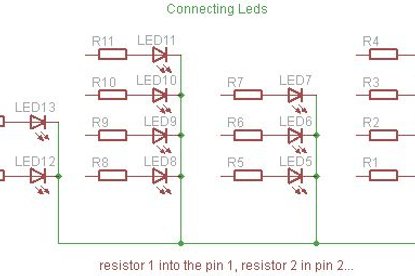 Connecting Leds
R11 LED11 R4
R10 LED10 R7 LED7 R3
LED13 R9 LED9 R6 LED6 R2
LED12 R8 LED8 R5 LED5 R1
resistor 1 into the pin 1, resistor 2 in pin 2...